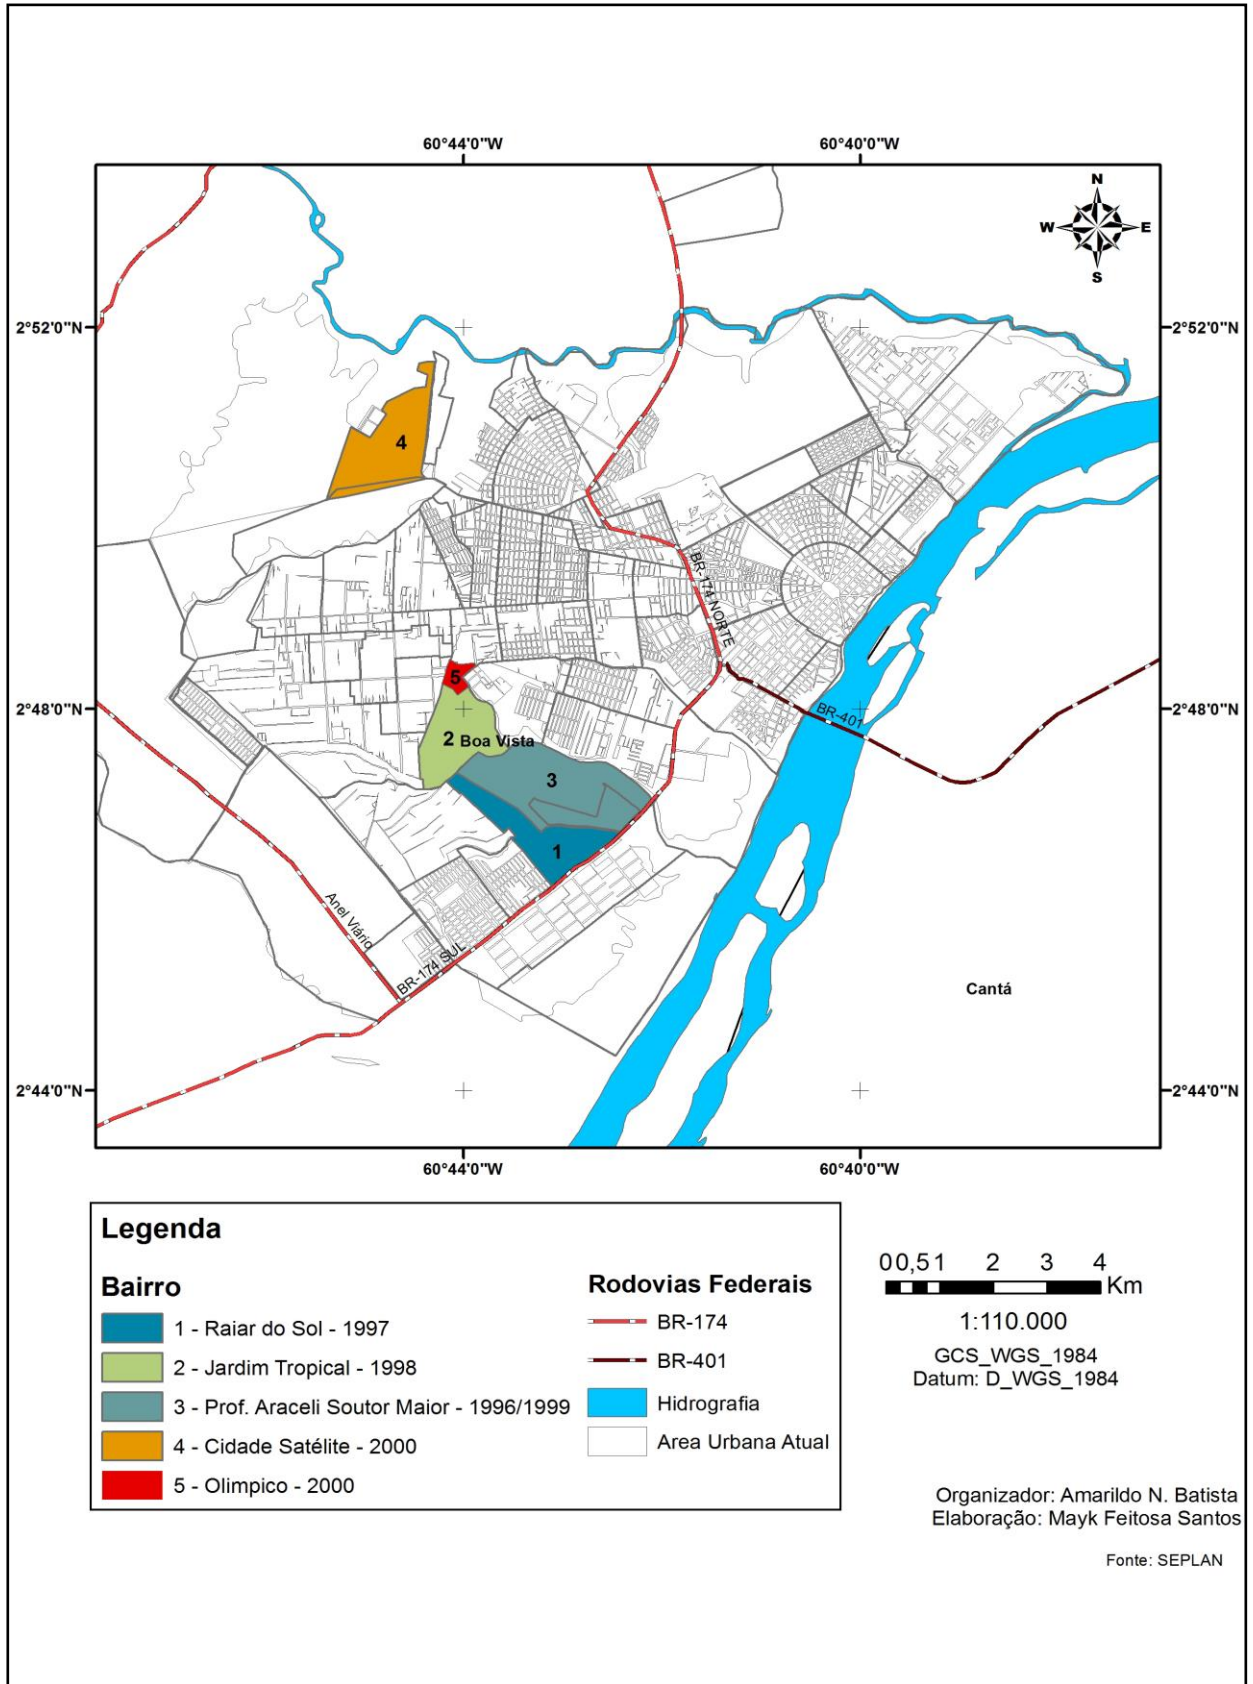 60°44'0"W
60°40'0"W
N
W
E
S
2°52'0"N
2°52'0"N
4
BR-174 NORTE
5
2°48'0"N
2°48'0"N
BR-401
2 Boa Vista
3
1
Anel Viário
BR-174 SUL
Cantá
2°44'0"N
2°44'0"N
60°44'0"W
60°40'0"W
Legenda
Bairro
1 - Raiar do Sol - 1997
2 - Jardim Tropical - 1998
3 - Prof. Araceli Soutor Maior - 1996/1999
4 - Cidade Satélite - 2000
5 - Olimpico - 2000
Rodovias Federais
BR-174
BR-401
Hidrografia
Area Urbana Atual
0 0,5 1 2 3 4
Km
1:110.000
GCS_WGS_1984
Datum: D_WGS_1984
Organizador: Amarildo N. Batista
Elaboração: Mayk Feitosa Santos
Fonte: SEPLAN